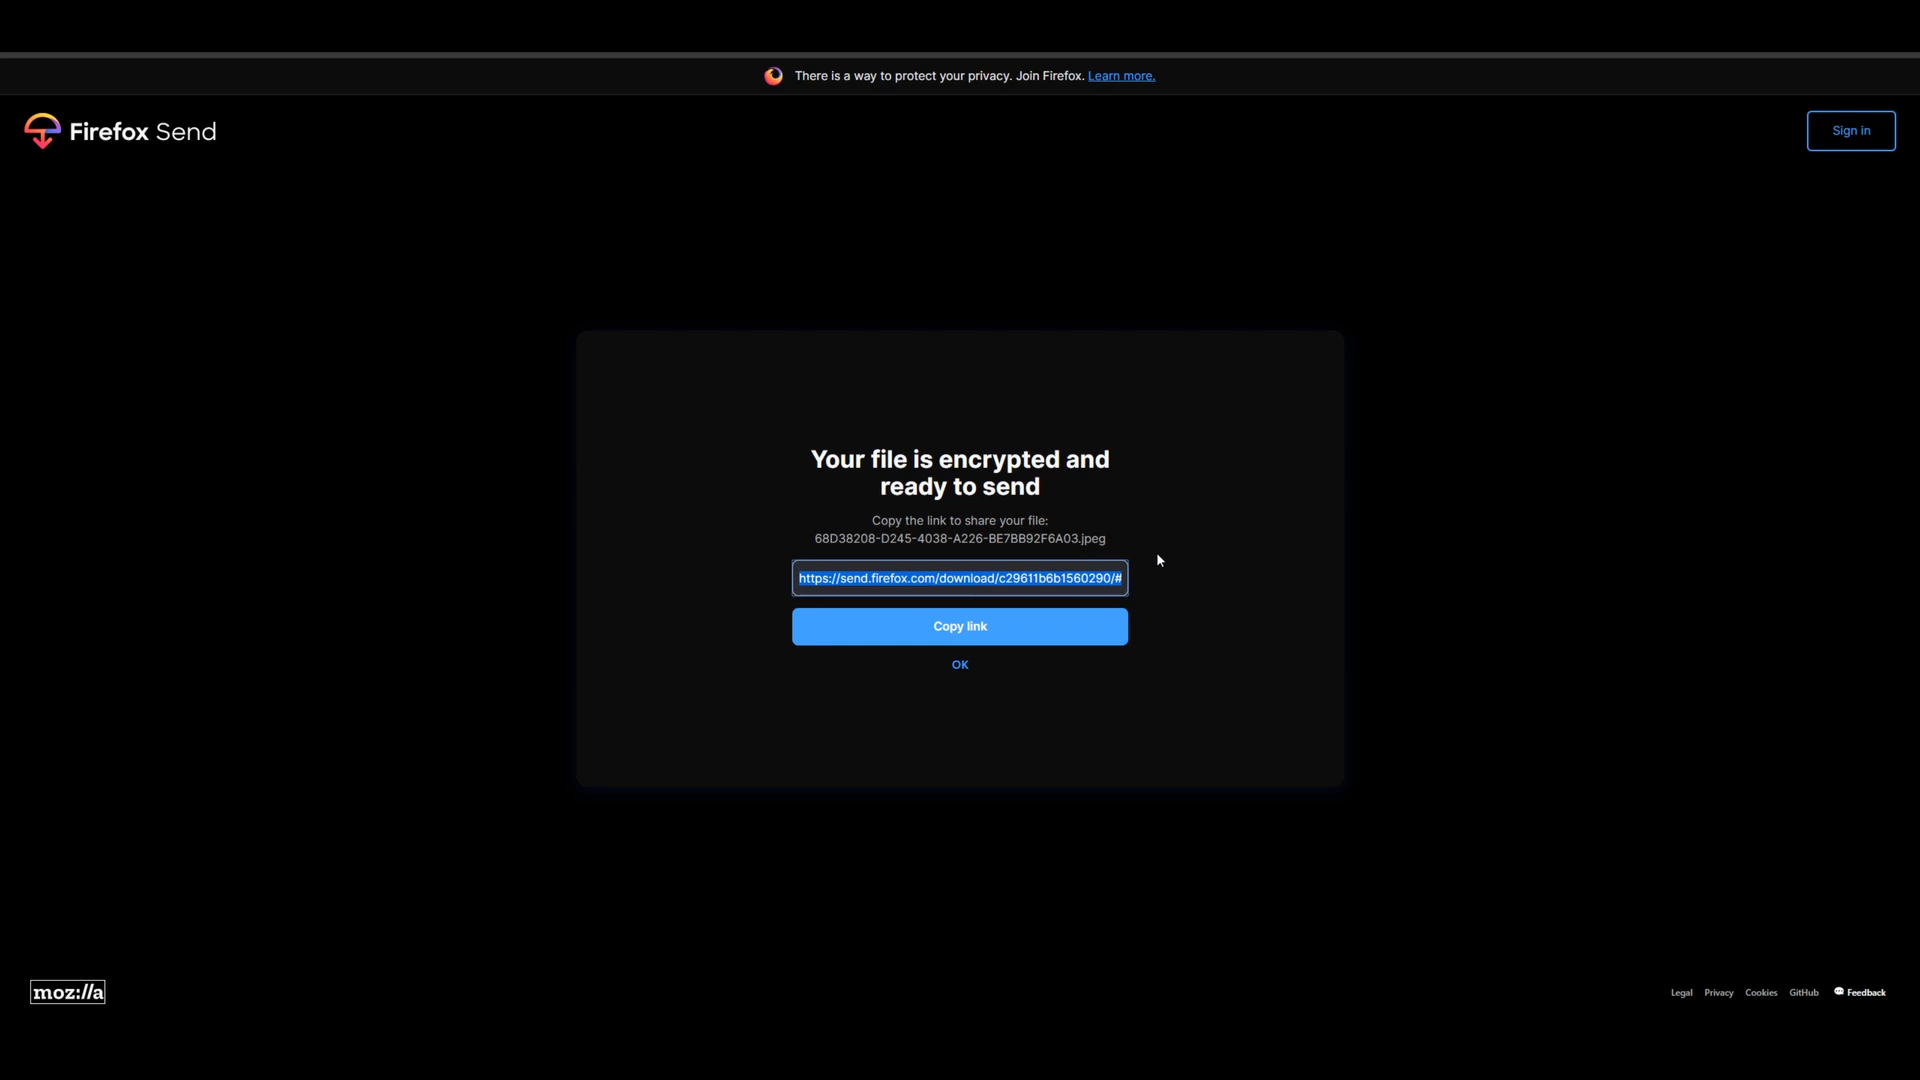 There is a way to protect your privacy. Join Firefox. Learn more.
Firefox Send
Sign in
Your file is encrypted and
ready to send
Copy the link to share your file:
68D38208-D245-4038-A226-BE7BB92F6A03.jpeg
https://send.firefox.com/download/c29611b6b1560290/#
Copy link
OK
moz://a
Legal Privacy Cookies GitHub Feedback